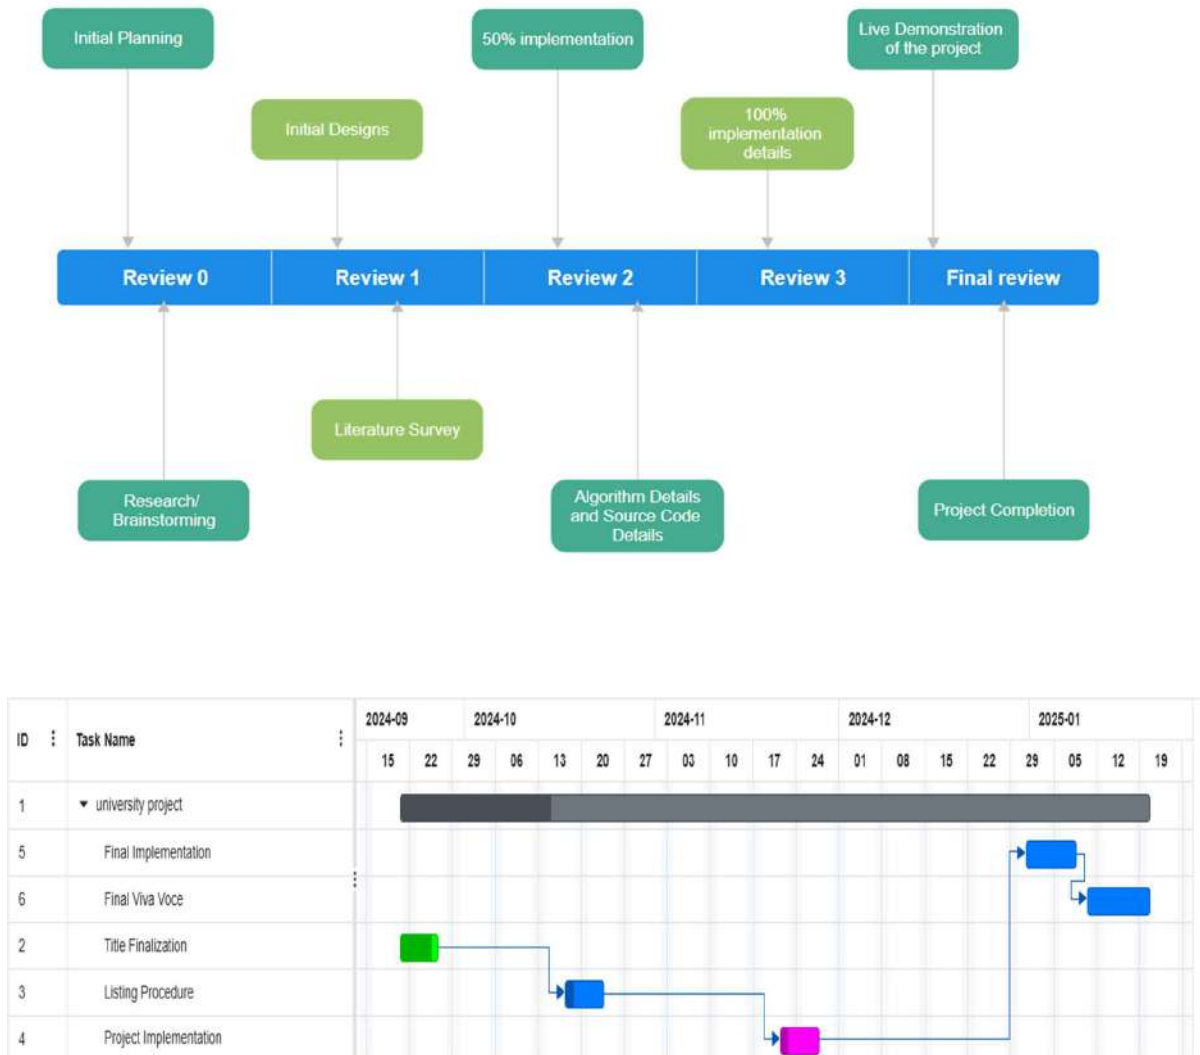 Initial Planning
50% implementation
Live Demonstration
of the project
Initial Designs
100%
implementation
details
Review 0
Review 1
Review 2
Review 3
Final review
Literature Survey
Research/
Brainstorming
Algorithm Details
and Source Code
Details
Project Completion
ID Task Name
2024-09 2024-10 2024-11 2024-12 2025-01
15 22 29 06 13 20 27 03 10 17 24 01 08 15 22 29 05 12 19
1 university project
5 Final Implementation
6 Final Viva Voce
2 Title Finalization
3 Listing Procedure
4 Project Implementation